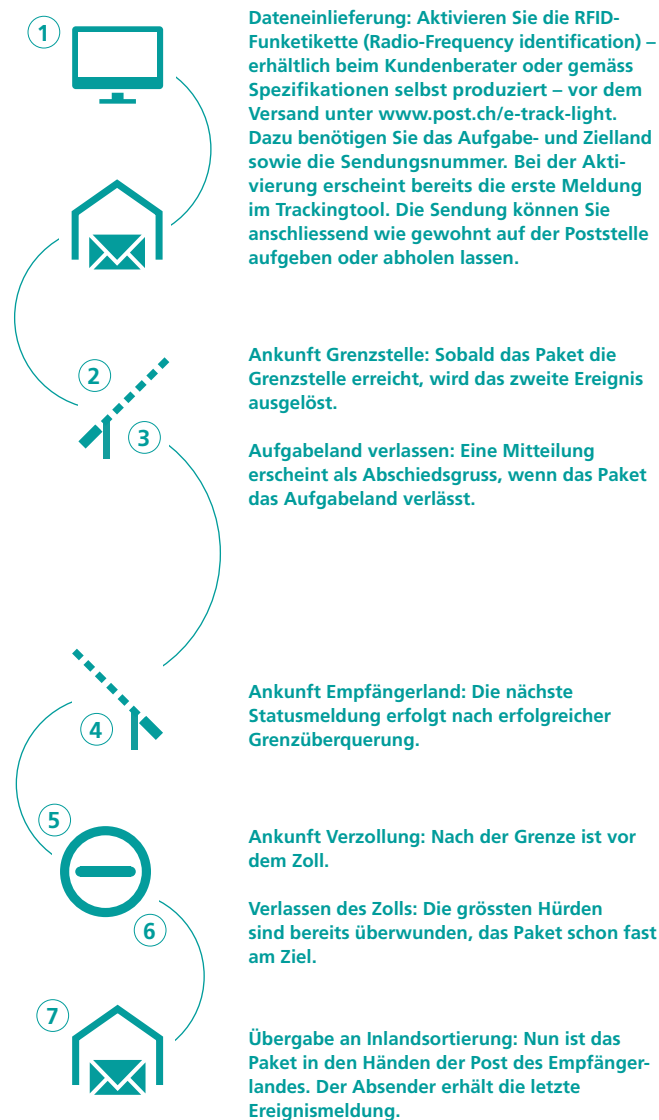 1
Dateneinlieferung: Aktivieren Sie die RFID-
Funketikette (Radio-Frequency identification) –
erhältlich beim Kundenberater oder gemäss
Spezifikationen selbst produziert – vor dem
Versand unter www.post.ch/e-track-light.
Dazu benötigen Sie das Aufgabe- und Zielland
sowie die Sendungsnummer. Bei der Akti-
vierung erscheint bereits die erste Meldung
im Trackingtool. Die Sendung können Sie
anschliessend wie gewohnt auf der Poststelle
aufgeben oder abholen lassen.
2
Ankunft Grenzstelle: Sobald das Paket die
Grenzstelle erreicht, wird das zweite Ereignis
ausgelöst.
3
Aufgabeland verlassen: Eine Mitteilung
erscheint als Abschiedsgruss, wenn das Paket
das Aufgabeland verlässt.
4
Ankunft Empfängerland: Die nächste
Statusmeldung erfolgt nach erfolgreicher
Grenzüberquerung.
5
Ankunft Verzollung: Nach der Grenze ist vor
dem Zoll.
6
Verlassen des Zolls: Die grössten Hürden
sind bereits überwunden, das Paket schon fast
am Ziel.
7
Übergabe an Inlandsortierung: Nun ist das
Paket in den Händen der Post des Empfänger-
landes. Der Absender erhält die letzte
Ereignismeldung.